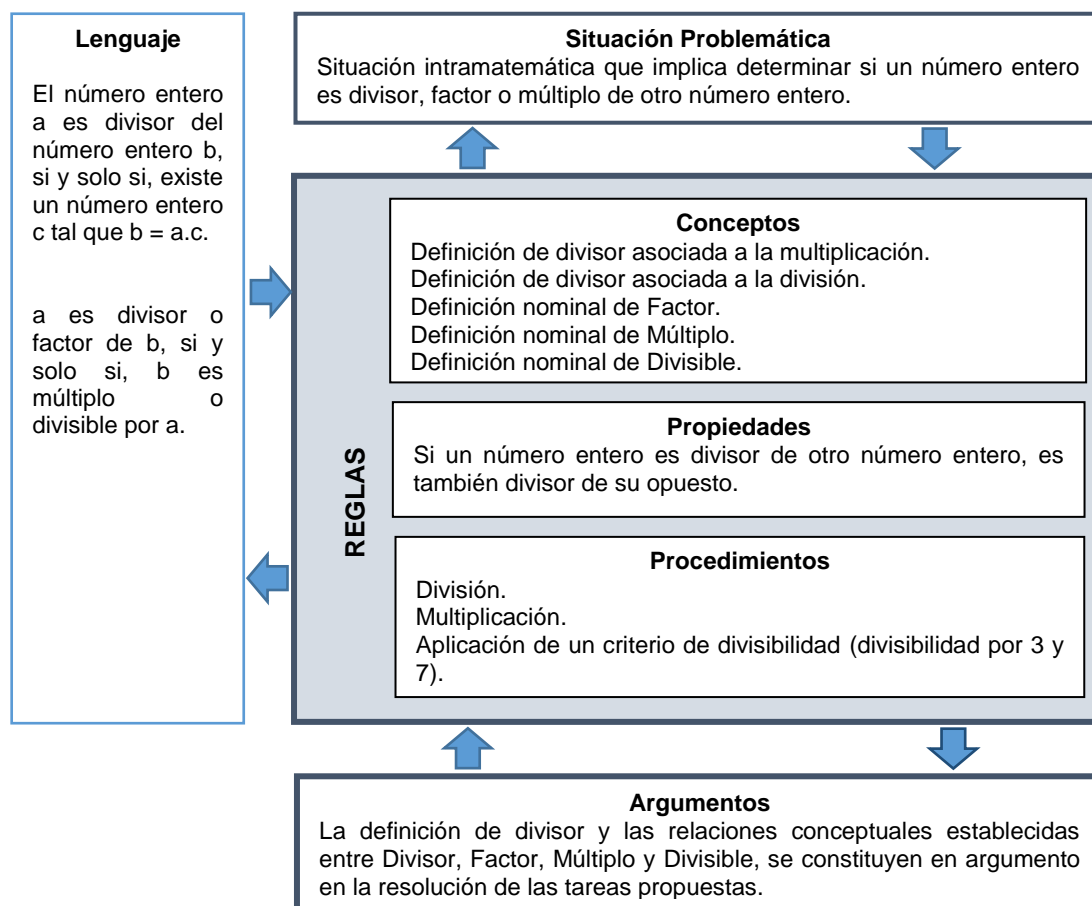 Lenguaje
El número entero
a es divisor del
número entero b,
si y solo si, existe
un número entero
c tal que b = a.c.
a es divisor o
factor de b, si y
solo si, b es
múltiplo o
divisible por a.
Situación Problemática
Situación intramatemática que implica determinar si un número entero
es divisor, factor o múltiplo de otro número entero.
REGLAS
Conceptos
Definición de divisor asociada a la multiplicación.
Definición de divisor asociada a la división.
Definición nominal de Factor.
Definición nominal de Múltiplo.
Definición nominal de Divisible.
Propiedades
Si un número entero es divisor de otro número entero, es
también divisor de su opuesto.
Procedimientos
División.
Multiplicación.
Aplicación de un criterio de divisibilidad (divisibilidad por 3 y
7).
Argumentos
La definición de divisor y las relaciones conceptuales establecidas
entre Divisor, Factor, Múltiplo y Divisible, se constituyen en argumento
en la resolución de las tareas propuestas.